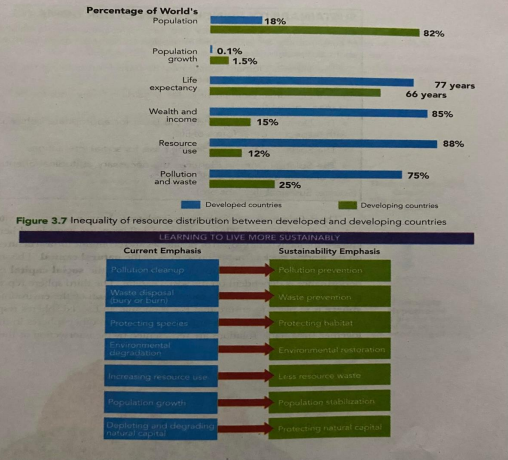 Percentage of World's
Population
18%
82%
Population
growth
0.1%
1.5%
Life
expectancy
77 years
66 years
Wealth and
income
85%
15%
Resource
use
88%
12%
Pollution
and waste
75%
25%
Developed countries
Developing countries
Figure 3.7 Inequality of resource distribution between developed and developing countries
LEARNING TO LIVE MORE SUSTAINABLY
Current Emphasis
Sustainability Emphasis
Pollution cleanup
Pollution prevention
Waste disposal
(bury or burn)
Waste prevention
Protecting species
Protecting habitat
Environmental
degradation
Environmental restoration
Increasing resource use
Less resource waste
Population growth
Population stabilization
Depleting and degrading
natural capital
Protecting natural capital